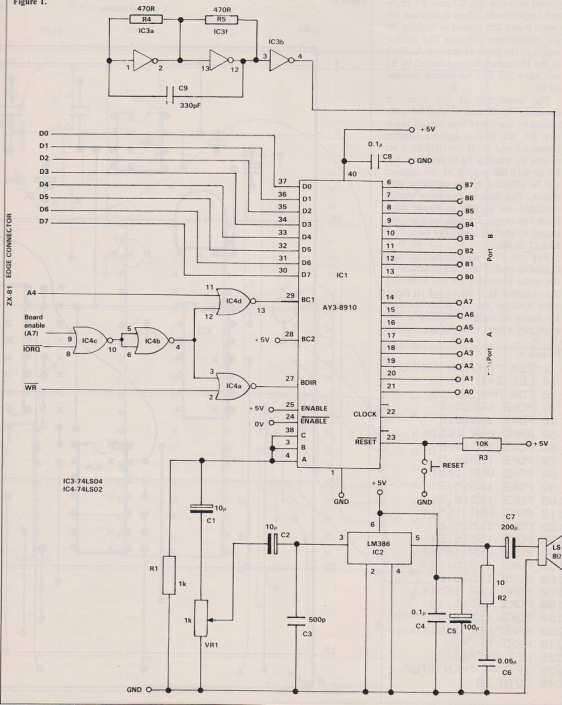 Figure 1.
470R
R4
IC3a
470R
R5
IC3f
IC3b
1
2
13
12
3
4
C9
330pF
+5V
0.1μ
C8
GND
40
ZX-81 EDGE CONNECTOR
D0
D1
D2
D3
D4
D5
D6
D7
37
36
35
34
33
32
31
30
D0
D1
D2
D3
D4
D5
D6
D7
IC1
AY3-8910
6
7
8
9
10
11
12
13
B7
B6
B5
B4
B3
B2
B1
B0
Port B
14
15
16
17
18
19
20
21
A7
A6
A5
A4
A3
A2
A1
A0
Port A
A4
11
IC4d
12
13
29
BC1
Board
enable
(A7)
9
IORQ
8
IC4c
10
5
6
IC4b
4
+5V
28
BC2
3
2
IC4a
27
BDIR
WR
+5V
25
ENABLE
0V
24
ENABLE
38
C
3
B
4
A
CLOCK
22
RESET
23
10K
R3
+5V
RESET
GND
1
GND
IC3-74LS04
IC4-74LS02
10μ
C1
10μ
C2
R1
1k
1k
VR1
500p
C3
+5V
6
3
LM386
IC2
5
2
4
C7
200μ
LS
8Ω
10
R2
0.1μ
C4
C5
100μ
0.05μ
C6
GND